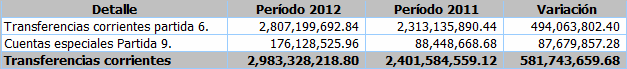 Detalle Período 2012 Período 2011 Variación
Transferencias corrientes partida 6. 2,807,199,692.84 2,313,135,890.44 494,063,802.40
Cuentas especiales Partida 9. 176,128,525.96 88,448,668.68 87,679,857.28
Transferencias corrientes 2,983,328,218.80 2,401,584,559.12 581,743,659.68